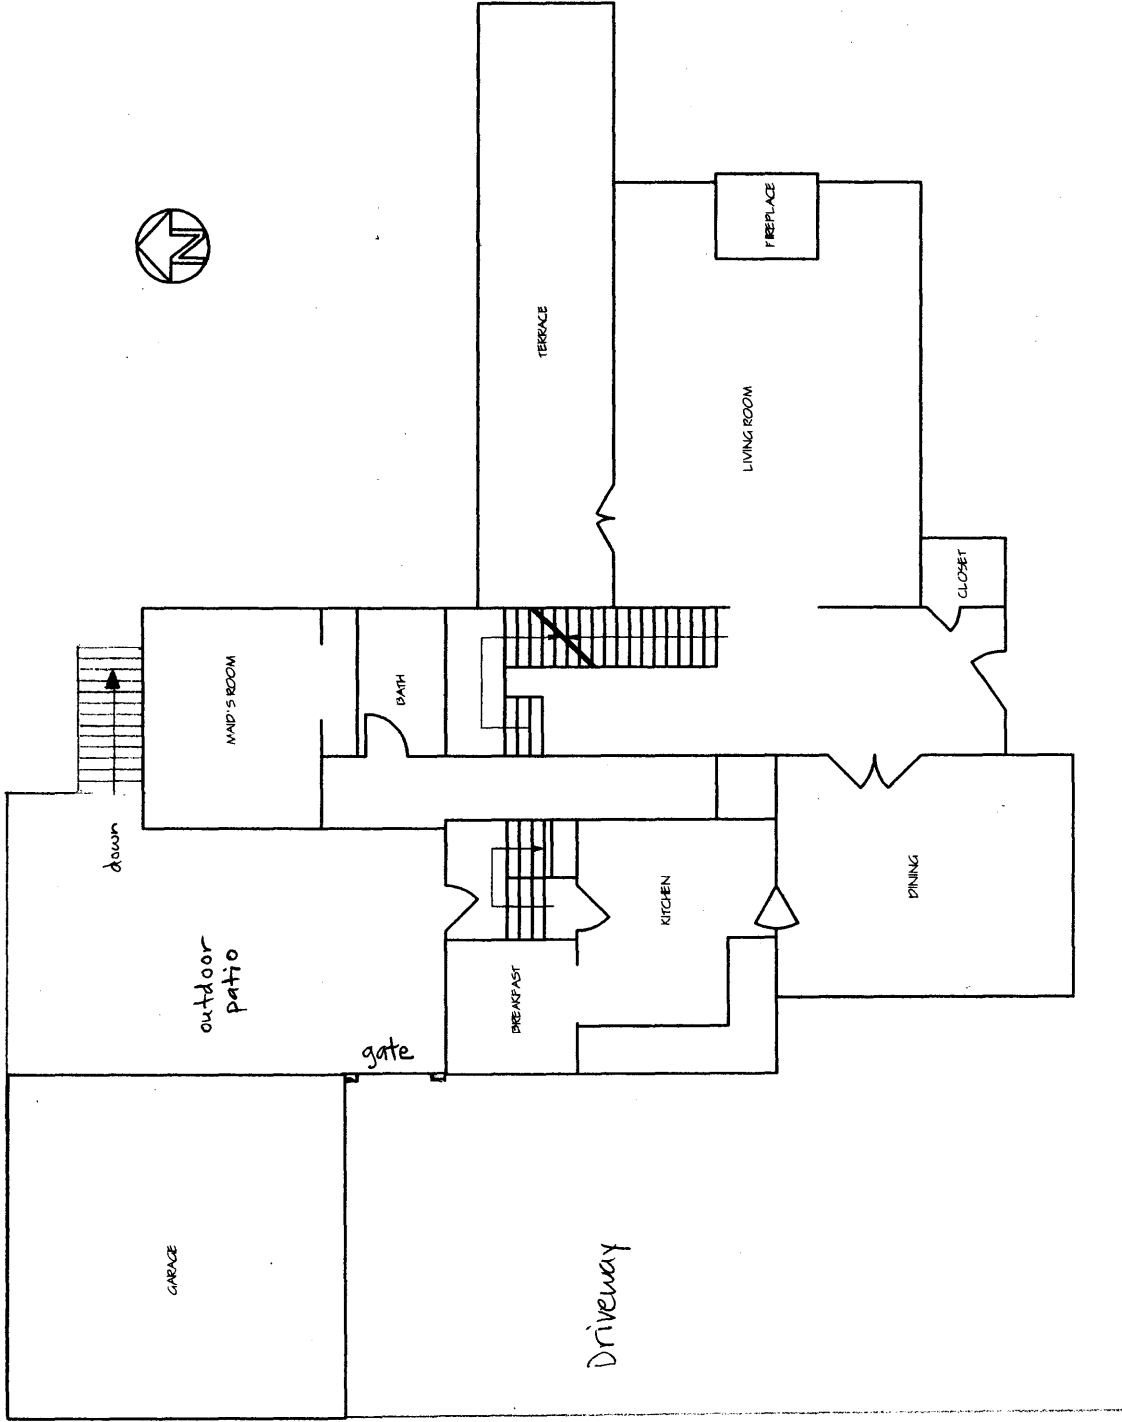 N
FIREPLACE
TERRACE
LIVING ROOM
CLOSET
MAID'S ROOM
BATH
down
KITCHEN
DINING
outdoor
patio
BREAKFAST
gate
GARAGE
Driveway